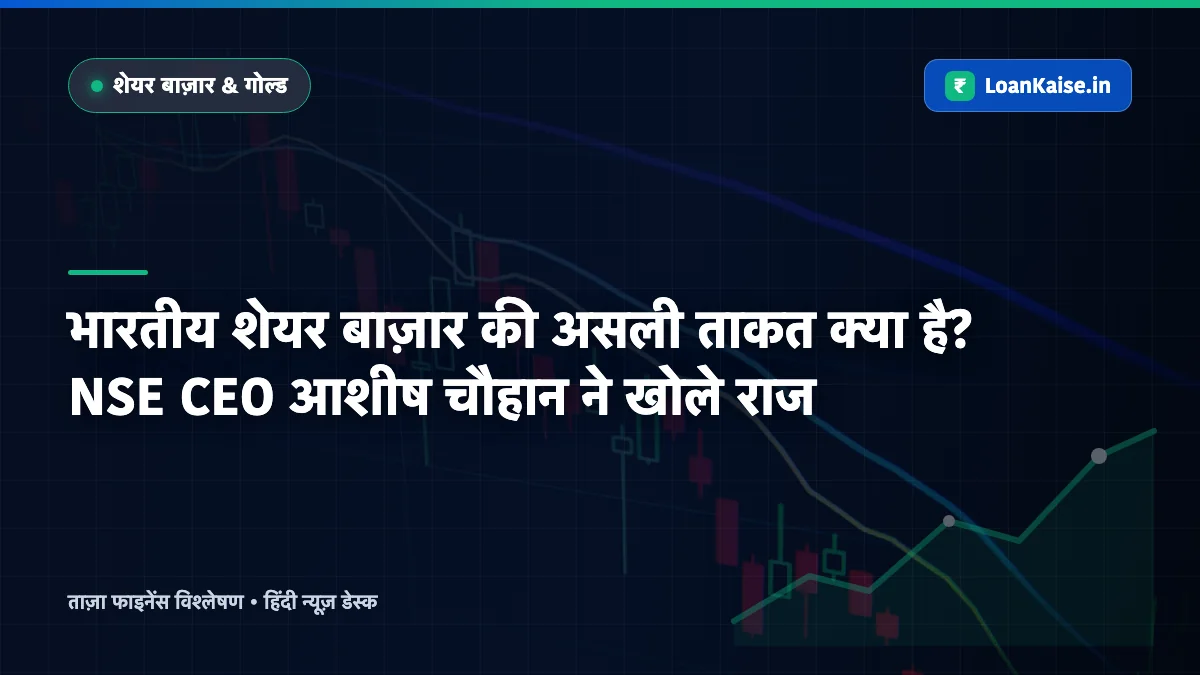 शेयर बाज़ार & गोल्ड
₹ LoanKaise.in
भारतीय शेयर बाज़ार की असली ताकत क्या है?
NSE CEO आशीष चौहान ने खोले राज
ताज़ा फाइनेंस विश्लेषण • हिंदी न्यूज़ डेस्क